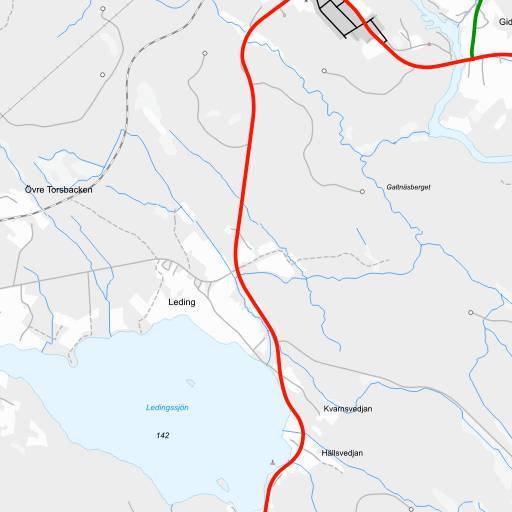 Gid
Gallnäsberget
Övre Torsbacken
Leding
Ledingssjön
142
Kvarnsvedjan
Hällsvedjan